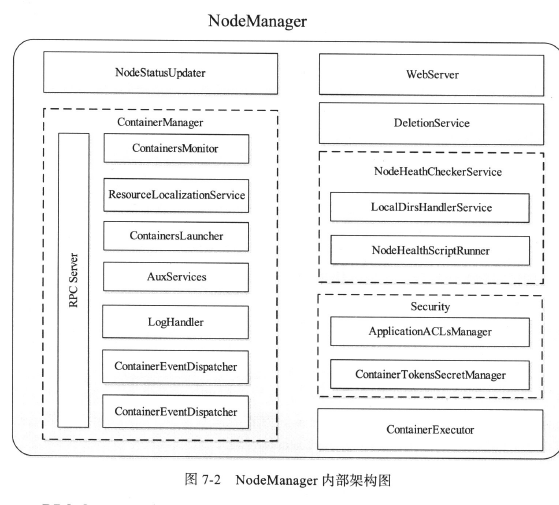 NodeManager
NodeStatusUpdater
ContainerManager
RPC Server
ContainersMonitor
ResourceLocalizationService
ContainersLauncher
AuxServices
LogHandler
ContainerEventDispatcher
ContainerEventDispatcher
WebServer
DeletionService
NodeHeathCheckerService
LocalDirsHandlerService
NodeHealthScriptRunner
Security
ApplicationACLsManager
ContainerTokensSecretManager
ContainerExecutor
图 7-2 NodeManager 内部架构图